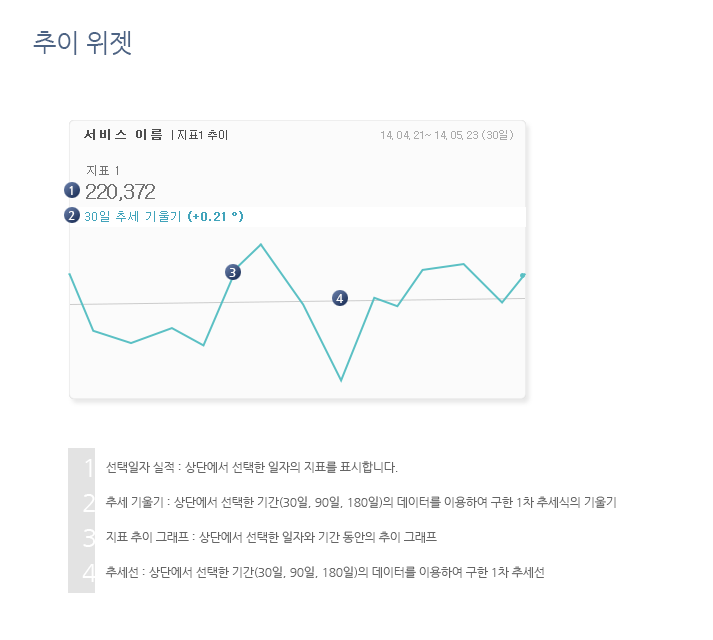 추이 위젯
서비스 이름 | 지표1 추이 14.04.21~ 14.05.23 (30일)
지표 1
1 220,372
2 30일 추세 기울기 (+0.21 º)
3
4
1 선택일자 실적 : 상단에서 선택한 일자의 지표를 표시합니다.
2 추세 기울기 : 상단에서 선택한 기간(30일, 90일, 180일)의 데이터를 이용하여 구한 1차 추세식의 기울기
3 지표 추이 그래프 : 상단에서 선택한 일자와 기간 동안의 추이 그래프
4 추세선 : 상단에서 선택한 기간(30일, 90일, 180일)의 데이터를 이용하여 구한 1차 추세선